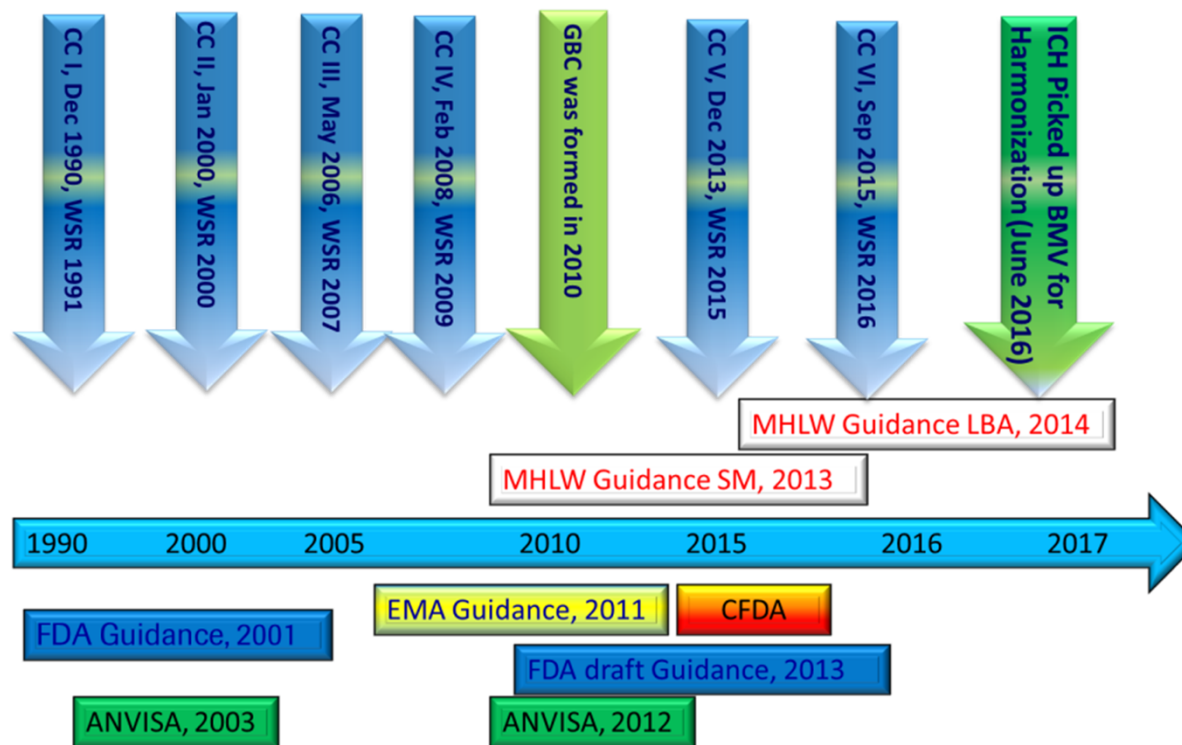 CC I, Dec 1990, WSR 1991
CC II, Jan 2000, WSR 2000
CC III, May 2006, WSR 2007
CC IV, Feb 2008, WSR 2009
GBC was formed in 2010
CC V, Dec 2013, WSR 2015
CC VI, Sep 2015, WSR 2016
ICH Picked up BMV for
Harmonization (June 2016)
MHLW Guidance LBA, 2014
MHLW Guidance SM, 2013
1990 2000 2005 2010 2015 2016 2017
EMA Guidance, 2011
CFDA
FDA Guidance, 2001
FDA draft Guidance, 2013
ANVISA, 2003
ANVISA, 2012